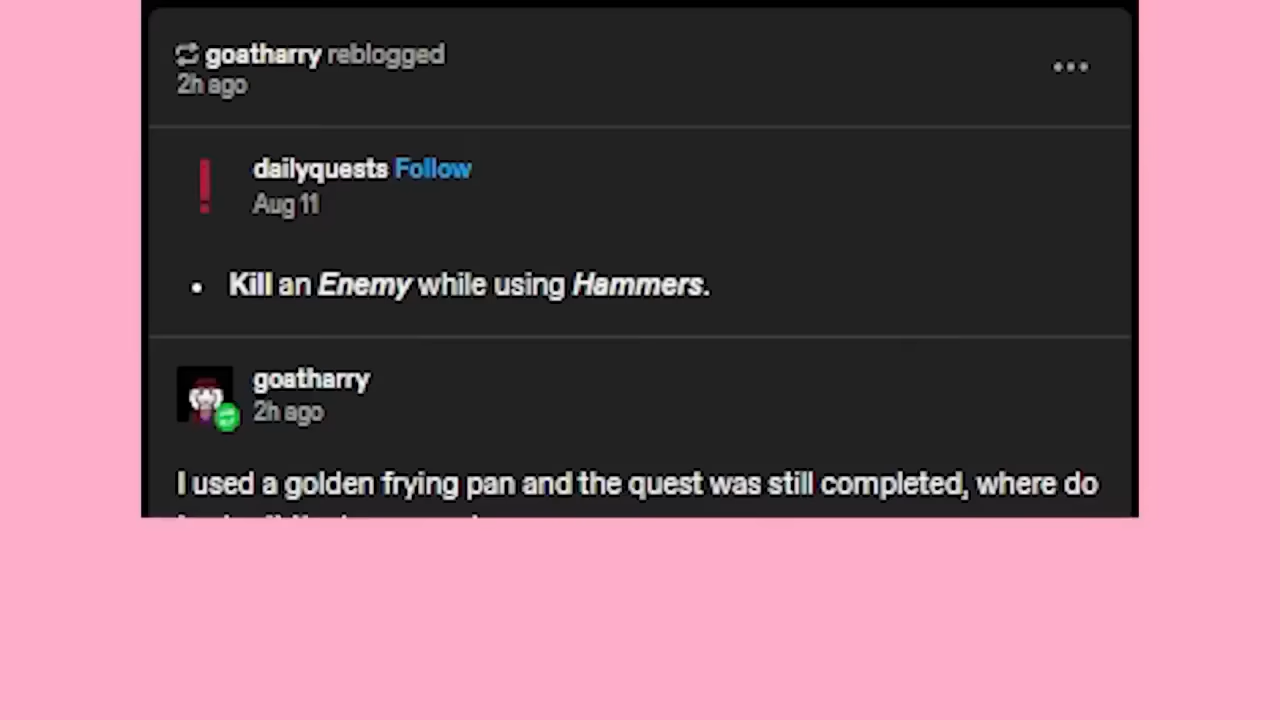 goatharry reblogged
2h ago
dailyquests Follow
Aug 11
• Kill an Enemy while using Hammers.
goatharry
2h ago
I used a golden frying pan and the quest was still completed, where do